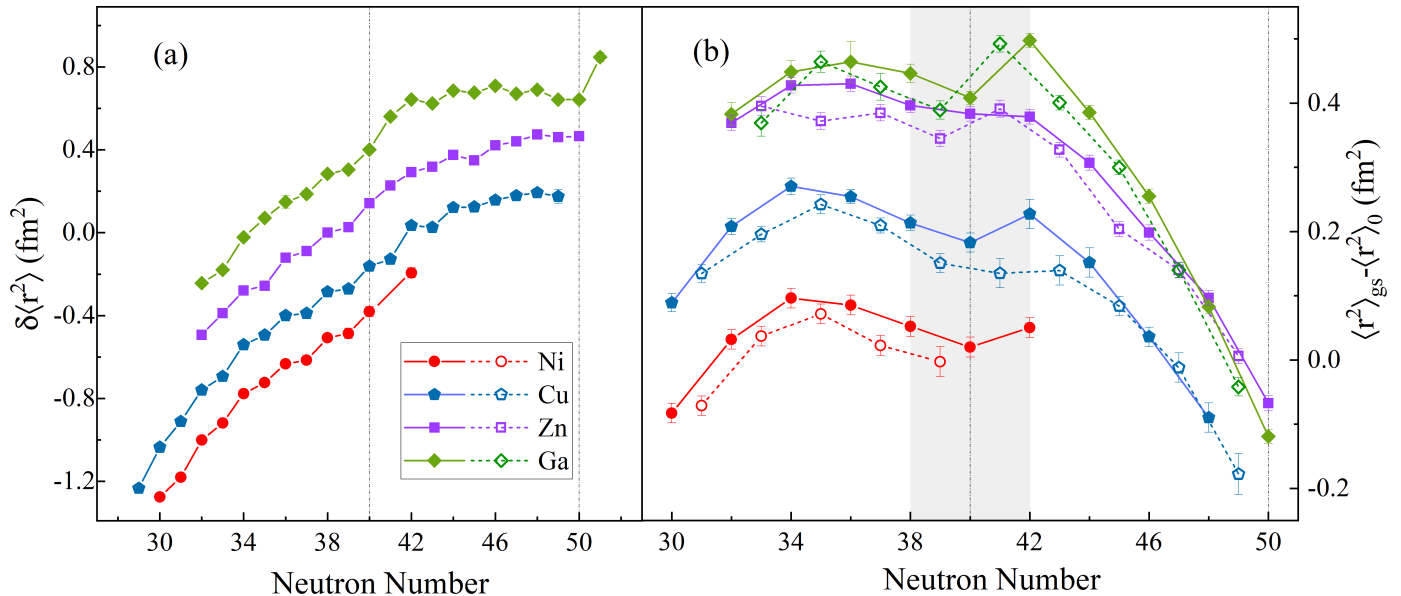 (a)
(b)
0.8
0.4
0.0
-0.4
-0.8
-1.2
δ⟨r²⟩ (fm²)
30
34
38
42
46
50
Neutron Number
Ni
Cu
Zn
Ga
30
34
38
42
46
50
Neutron Number
0.4
0.2
0.0
-0.2
⟨r²⟩gs-⟨r²⟩0 (fm²)